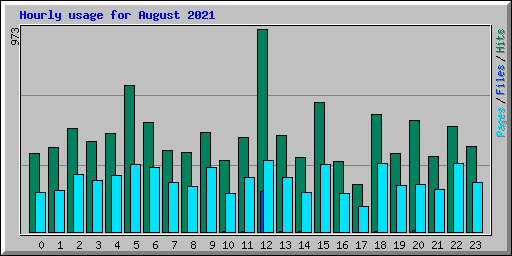 Hourly usage for August 2021
973
Pages / Files / Hits
0 1 2 3 4 5 6 7 8 9 10 11 12 13 14 15 16 17 18 19 20 21 22 23